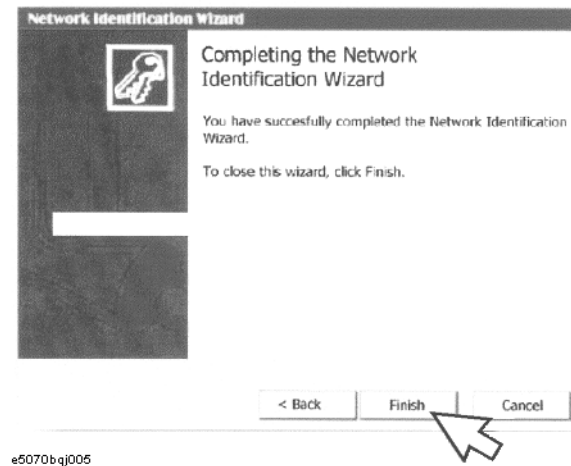 Network Identification Wizard
Completing the Network
Identification Wizard
You have succesfully completed the Network Identification
Wizard.
To close this wizard, click Finish.
< Back
Finish
Cancel
e5070bqj005